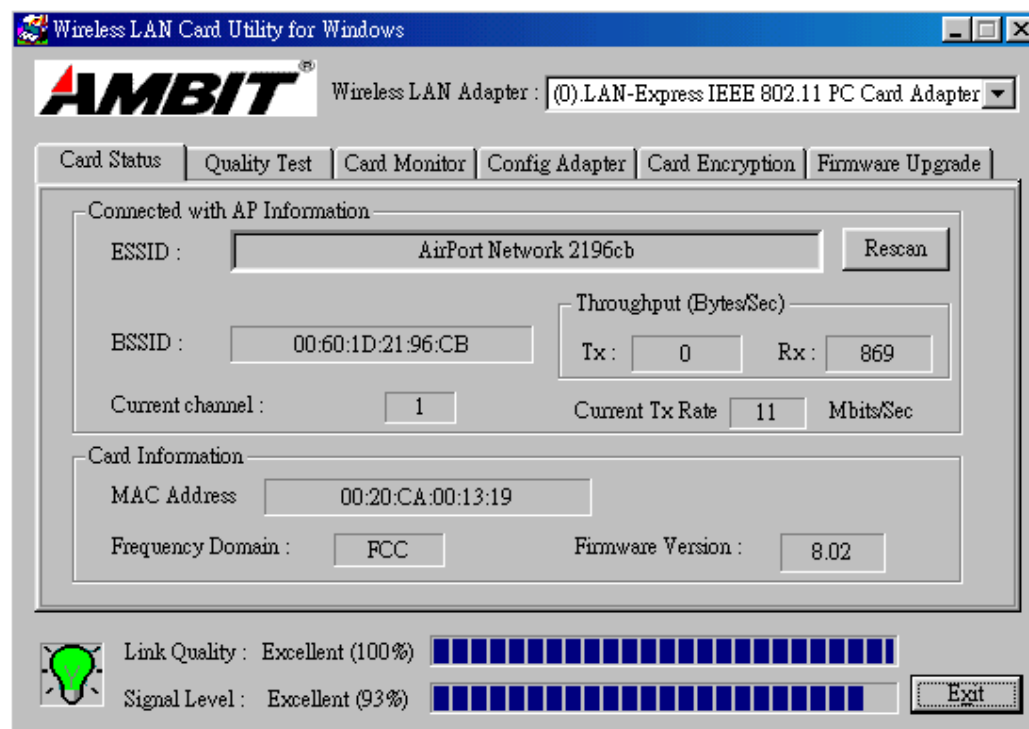 Wireless LAN Card Utility for Windows
AMBIT®
Wireless LAN Adapter : (0).LAN-Express IEEE 802.11 PC Card Adapter
Card Status Quality Test Card Monitor Config Adapter Card Encryption Firmware Upgrade
Connected with AP Information
ESSID : AirPort Network 2196cb Rescan
Throughput (Bytes/Sec)
BSSID : 00:60:1D:21:96:CB Tx : 0 Rx : 869
Current channel : 1 Current Tx Rate 11 Mbits/Sec
Card Information
MAC Address 00:20:CA:00:13:19
Frequency Domain : FCC Firmware Version : 8.02
Link Quality : Excellent (100%)
Signal Level : Excellent (93%) Exit